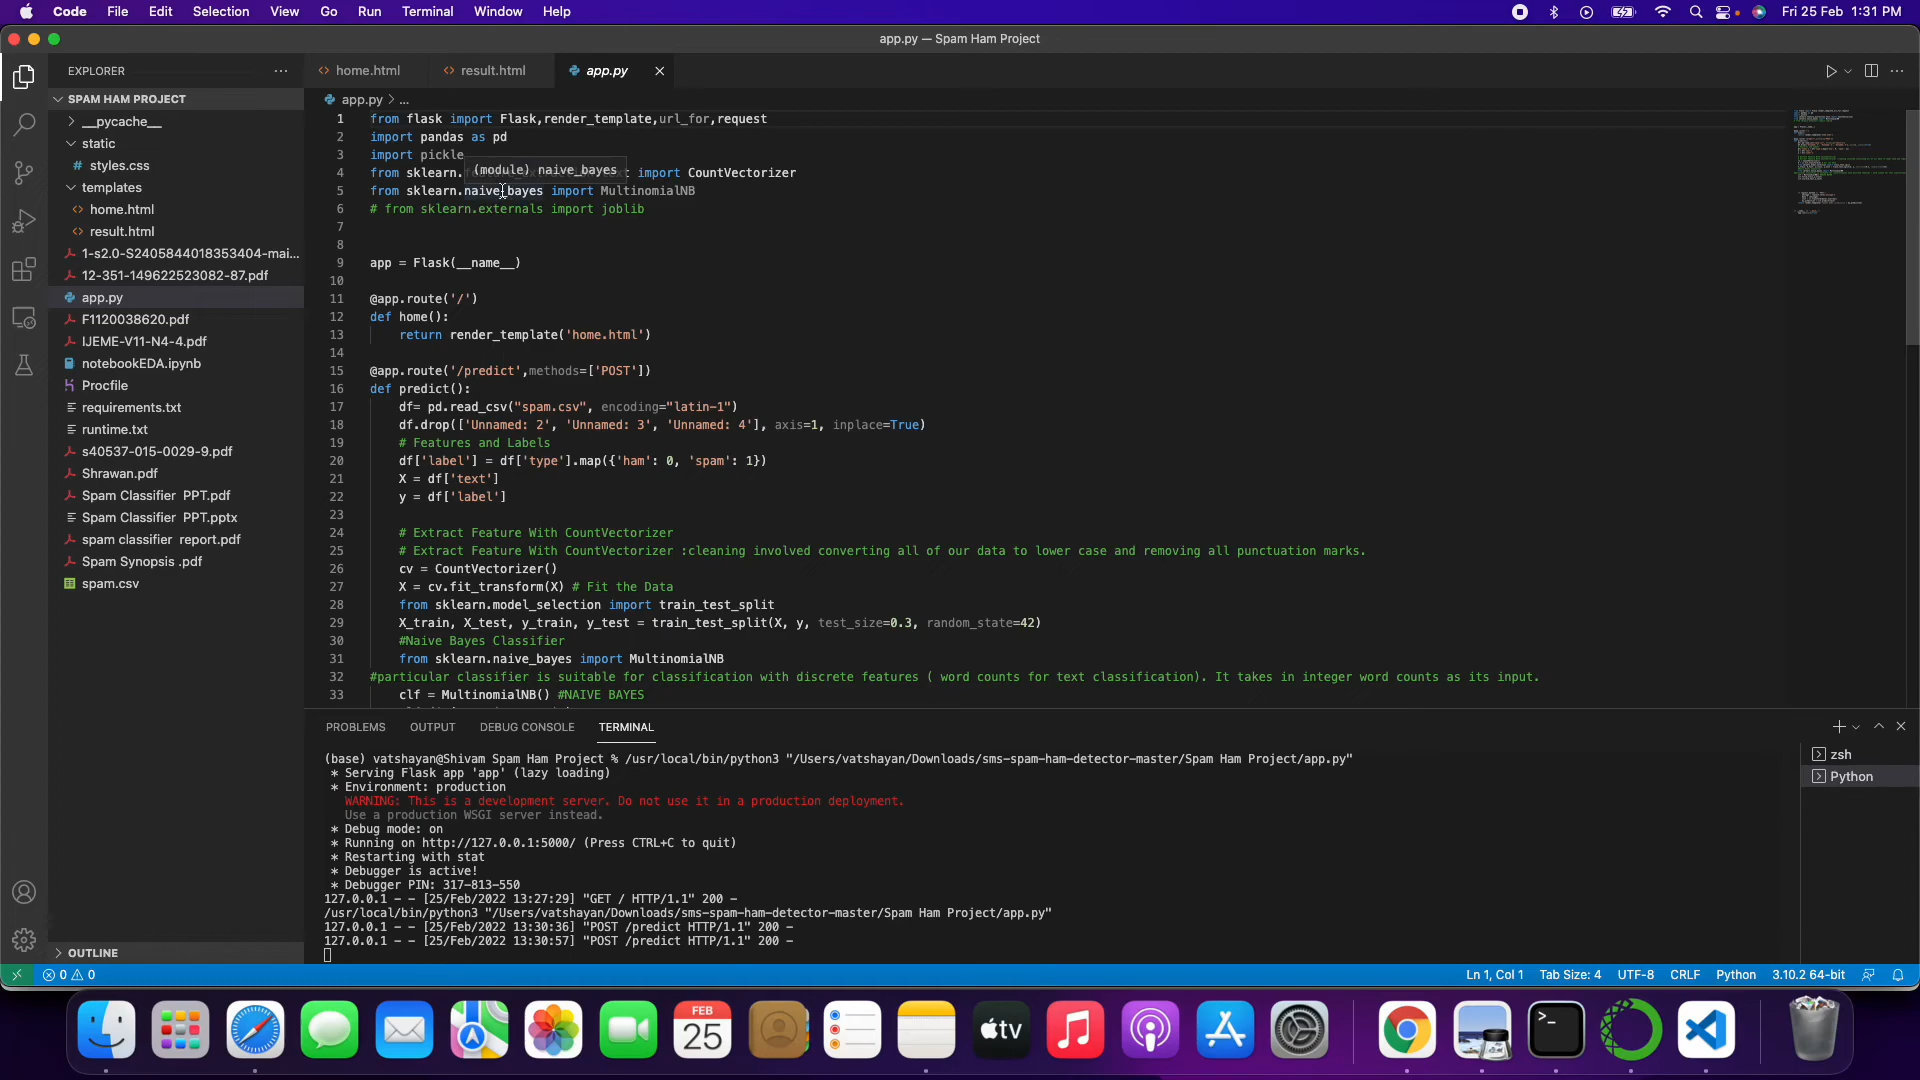 Code File Edit Selection View Go Run Terminal Window Help Fri 25 Feb 1:31 PM
app.py — Spam Ham Project
EXPLORER
home.html
result.html
app.py
SPAM HAM PROJECT
__pycache__
static
# styles.css
templates
home.html
result.html
1-s2.0-S2405844018353404-mai...
12-351-149622523082-87.pdf
app.py
F1120038620.pdf
IJEME-V11-N4-4.pdf
notebookEDA.ipynb
Procfile
requirements.txt
runtime.txt
s40537-015-0029-9.pdf
Shrawan.pdf
Spam Classifier PPT.pdf
Spam Classifier PPT.pptx
spam classifier report.pdf
Spam Synopsis .pdf
spam.csv
OUTLINE
app.py > ...
1 from flask import Flask,render_template,url_for,request
2 import pandas as pd
3 import pickle
(module) naive_bayes
4 from sklearn. import CountVectorizer
5 from sklearn.naive_bayes import MultinomialNB
6 # from sklearn.externals import joblib
7
8
9 app = Flask(__name__)
10
11 @app.route('/')
12 def home():
13 return render_template('home.html')
14
15 @app.route('/predict',methods=['POST'])
16 def predict():
17 df= pd.read_csv("spam.csv", encoding="latin-1")
18 df.drop(['Unnamed: 2', 'Unnamed: 3', 'Unnamed: 4'], axis=1, inplace=True)
19 # Features and Labels
20 df['label'] = df['type'].map({'ham': 0, 'spam': 1})
21 X = df['text']
22 y = df['label']
23
24 # Extract Feature With CountVectorizer
25 # Extract Feature With CountVectorizer :cleaning involved converting all of our data to lower case and removing all punctuation marks.
26 cv = CountVectorizer()
27 X = cv.fit_transform(X) # Fit the Data
28 from sklearn.model_selection import train_test_split
29 X_train, X_test, y_train, y_test = train_test_split(X, y, test_size=0.3, random_state=42)
30 #Naive Bayes Classifier
31 from sklearn.naive_bayes import MultinomialNB
32 #particular classifier is suitable for classification with discrete features ( word counts for text classification). It takes in integer word counts as its input.
33 clf = MultinomialNB() #NAIVE BAYES
PROBLEMS OUTPUT DEBUG CONSOLE TERMINAL
(base) vatshayan@Shivam Spam Ham Project % /usr/local/bin/python3 "/Users/vatshayan/Downloads/sms-spam-ham-detector-master/Spam Ham Project/app.py"
* Serving Flask app 'app' (lazy loading)
* Environment: production
WARNING: This is a development server. Do not use it in a production deployment.
Use a production WSGI server instead.
* Debug mode: on
* Running on http://127.0.0.1:5000/ (Press CTRL+C to quit)
* Restarting with stat
* Debugger is active!
* Debugger PIN: 317-813-550
127.0.0.1 - - [25/Feb/2022 13:27:29] "GET / HTTP/1.1" 200 -
/usr/local/bin/python3 "/Users/vatshayan/Downloads/sms-spam-ham-detector-master/Spam Ham Project/app.py"
127.0.0.1 - - [25/Feb/2022 13:30:36] "POST /predict HTTP/1.1" 200 -
127.0.0.1 - - [25/Feb/2022 13:30:57] "POST /predict HTTP/1.1" 200 -
zsh
Python
0 0
Ln 1, Col 1 Tab Size: 4 UTF-8 CRLF Python 3.10.2 64-bit
FEB
25
tv